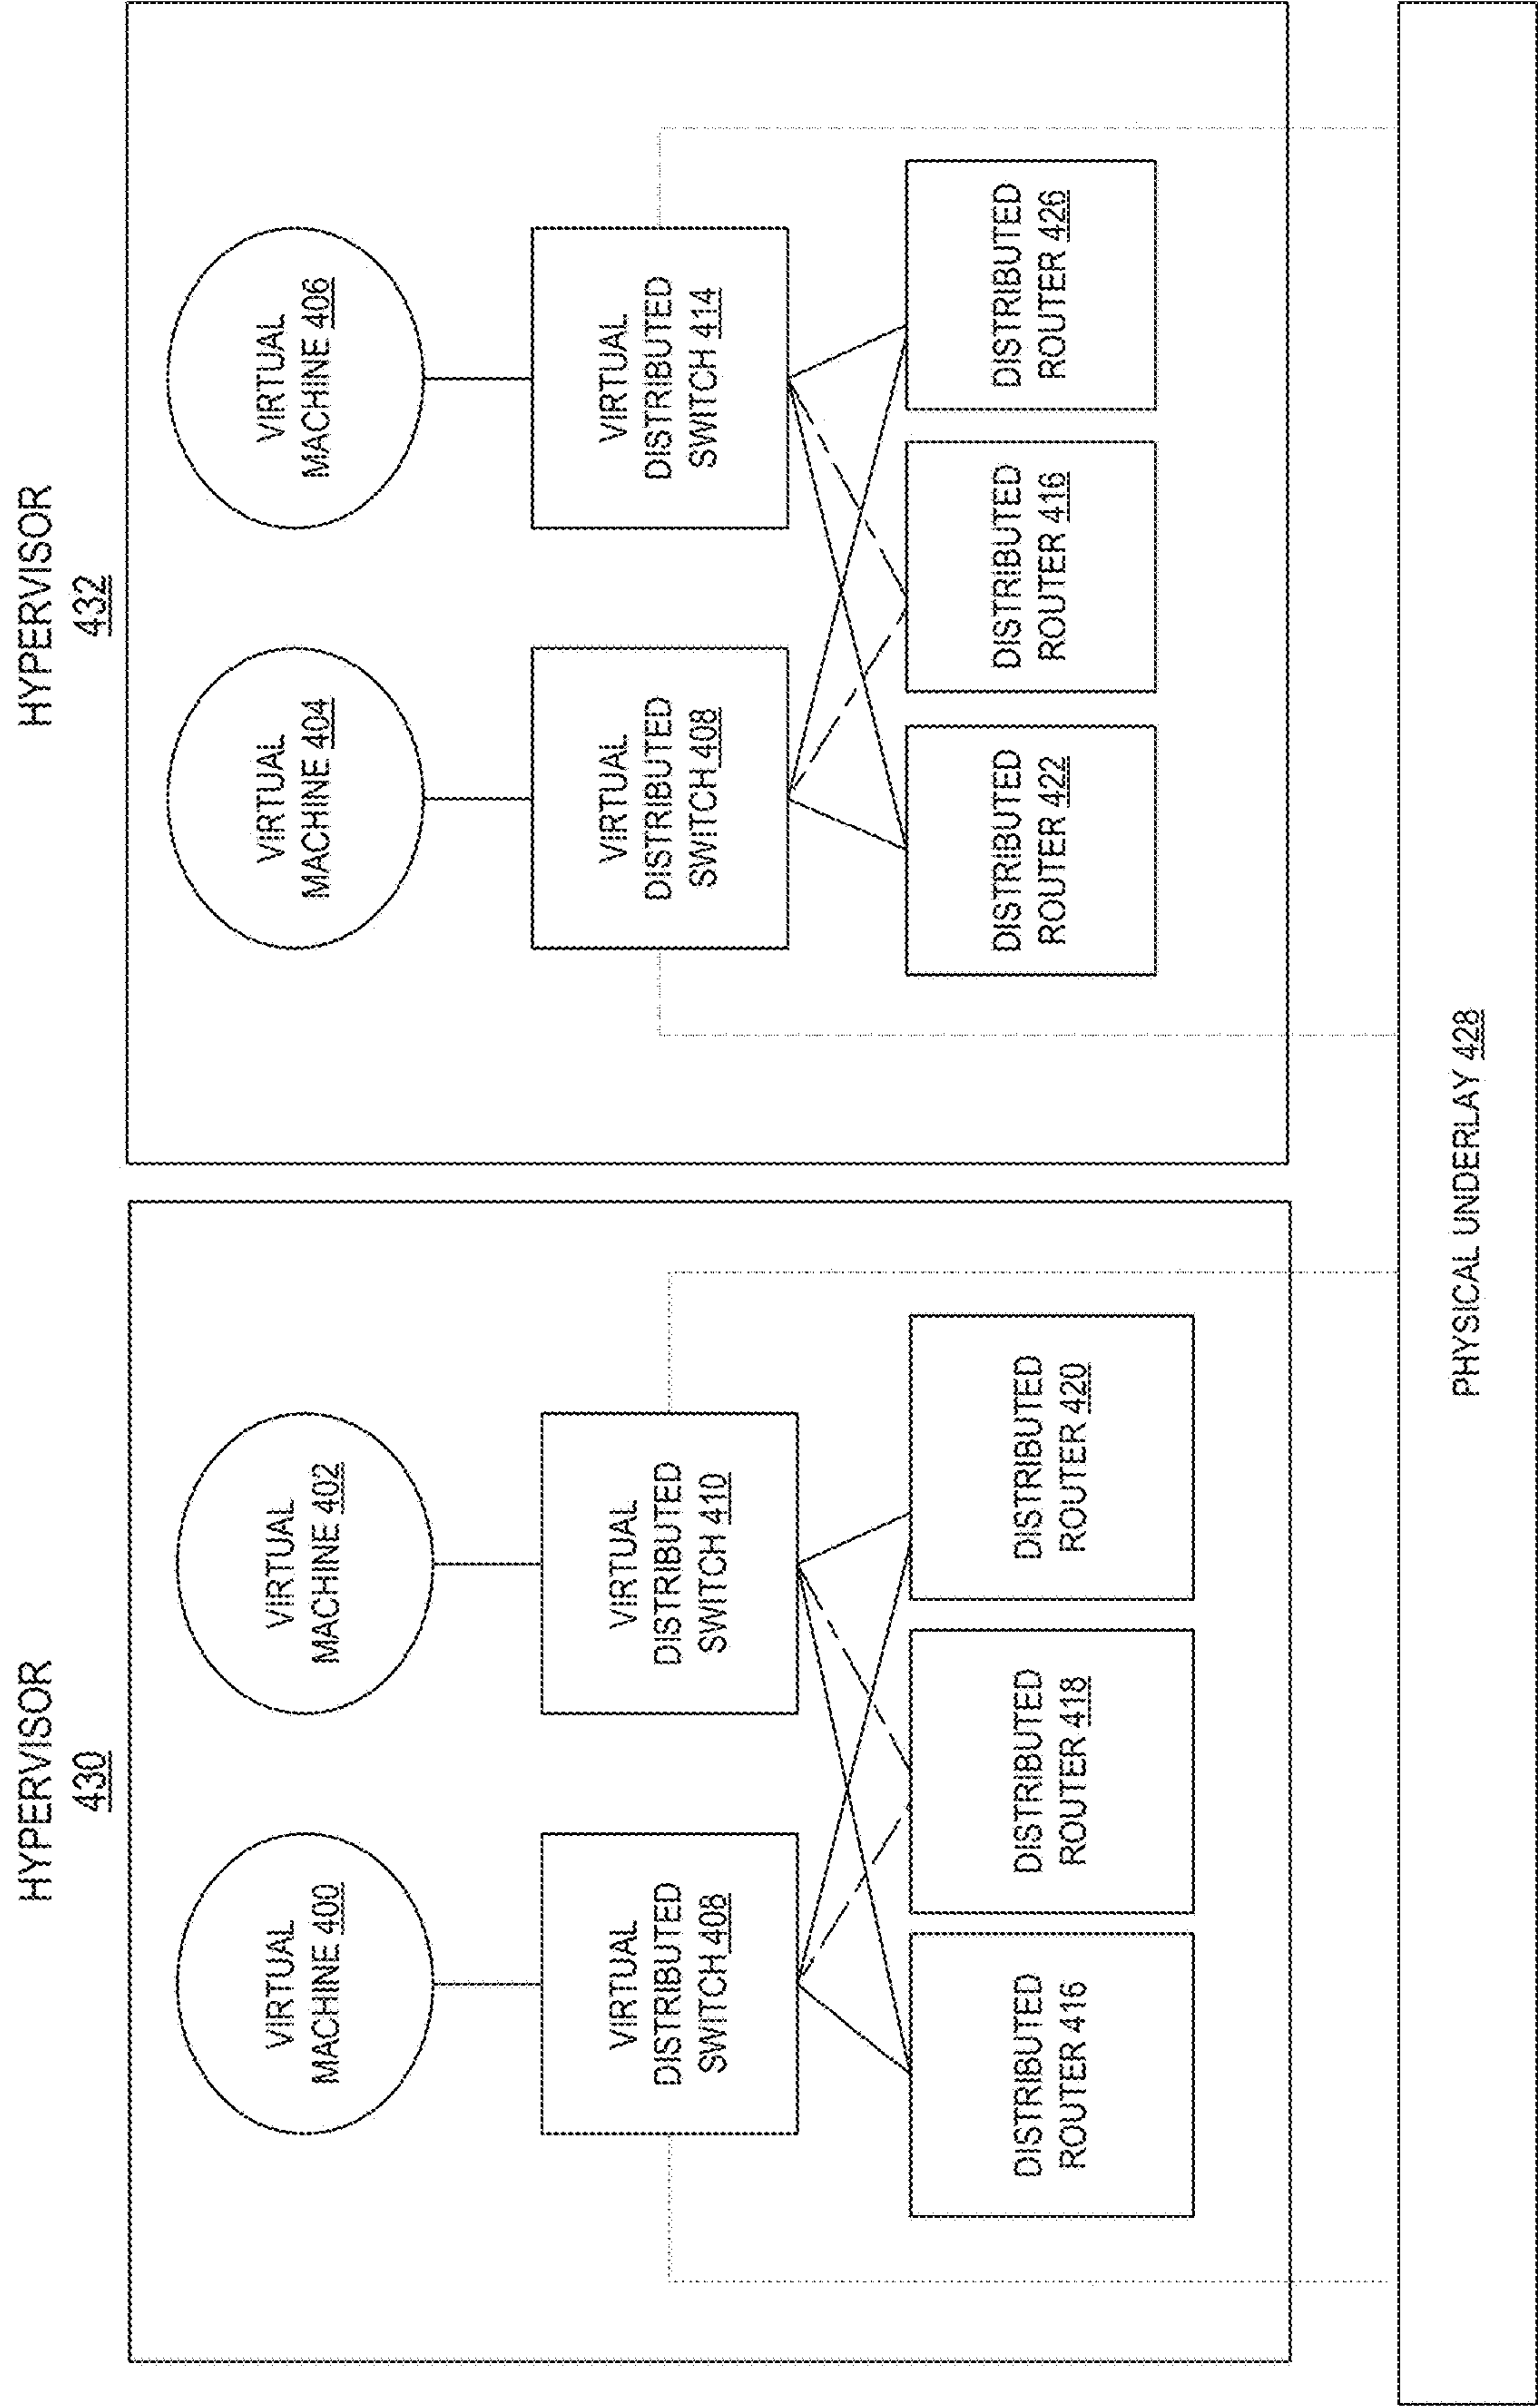 HYPERVISOR
430
VIRTUAL
MACHINE 400
VIRTUAL
MACHINE 402
VIRTUAL
DISTRIBUTED
SWITCH 408
VIRTUAL
DISTRIBUTED
SWITCH 410
DISTRIBUTED
ROUTER 416
DISTRIBUTED
ROUTER 418
DISTRIBUTED
ROUTER 420
HYPERVISOR
432
VIRTUAL
MACHINE 404
VIRTUAL
MACHINE 406
VIRTUAL
DISTRIBUTED
SWITCH 408
VIRTUAL
DISTRIBUTED
SWITCH 414
DISTRIBUTED
ROUTER 422
DISTRIBUTED
ROUTER 416
DISTRIBUTED
ROUTER 426
PHYSICAL UNDERLAY 428